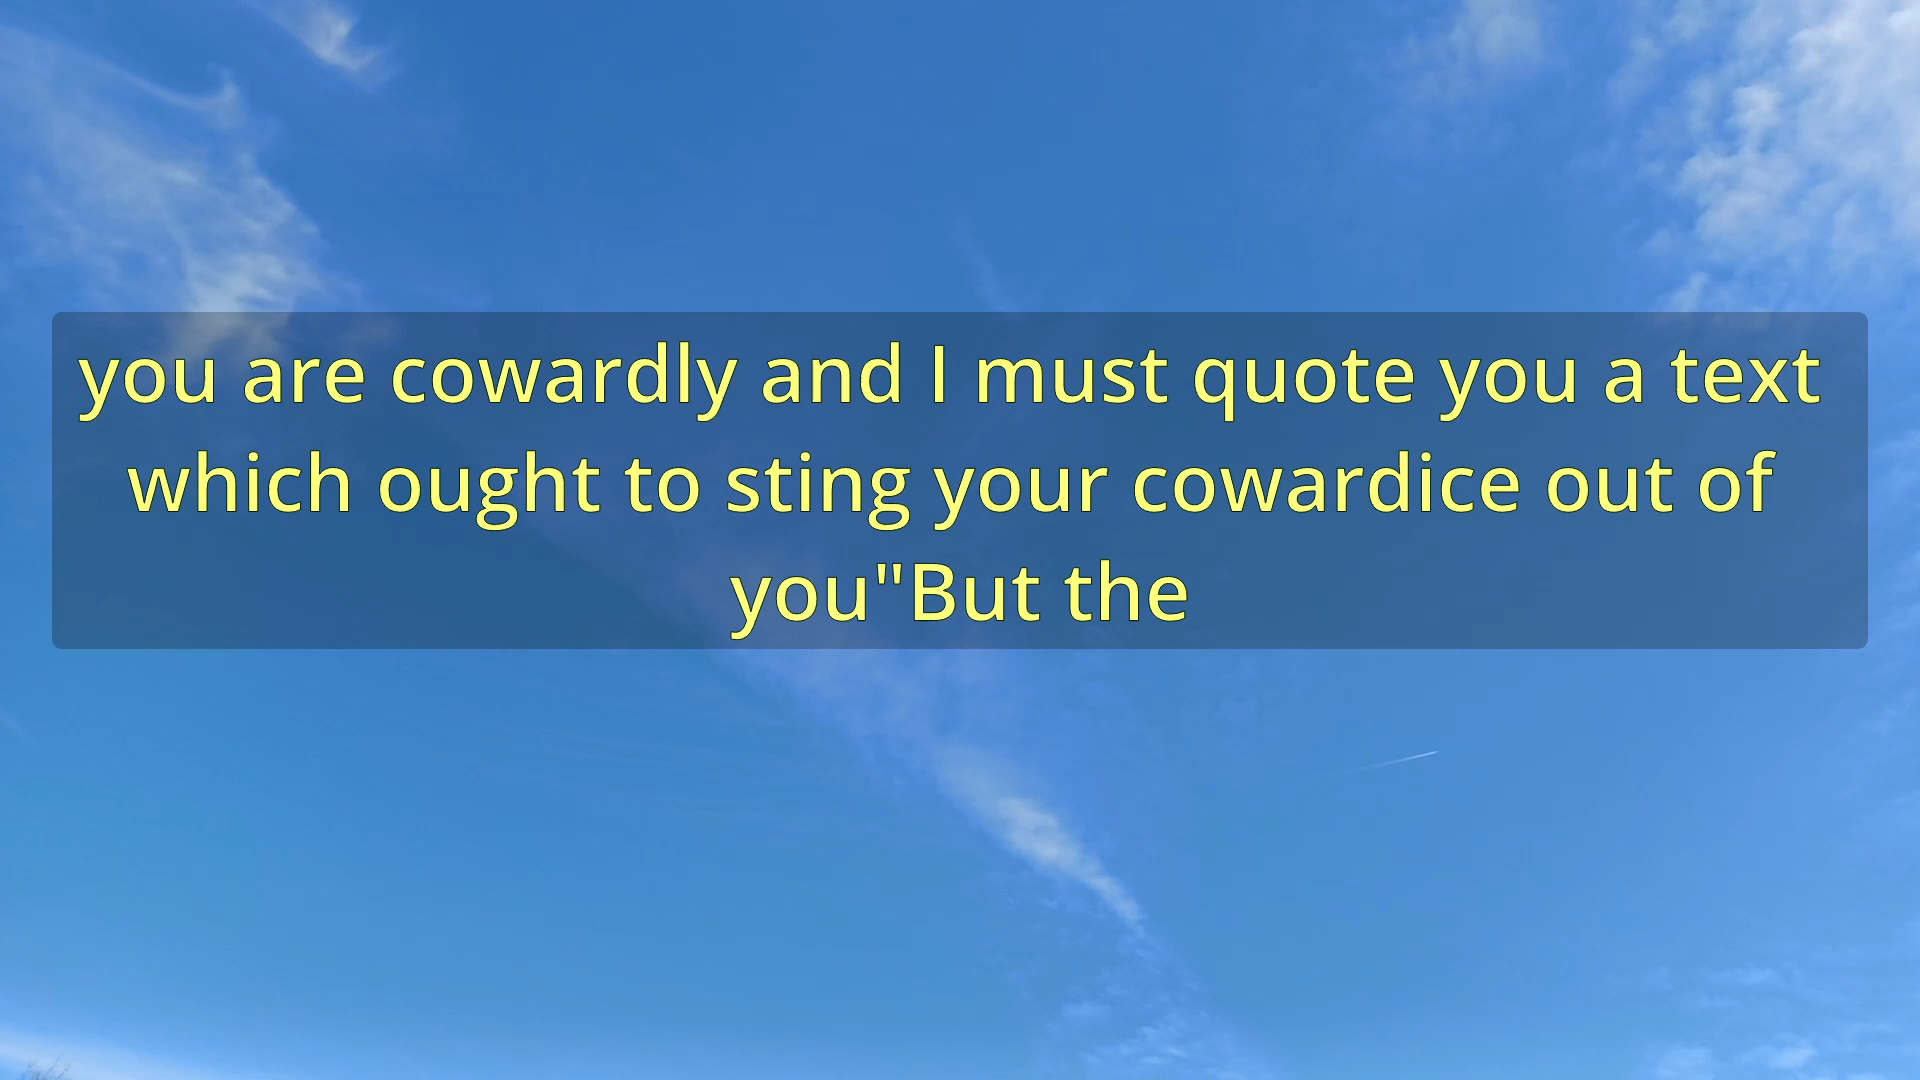 you are cowardly and I must quote you a text
which ought to sting your cowardice out of
you"But the